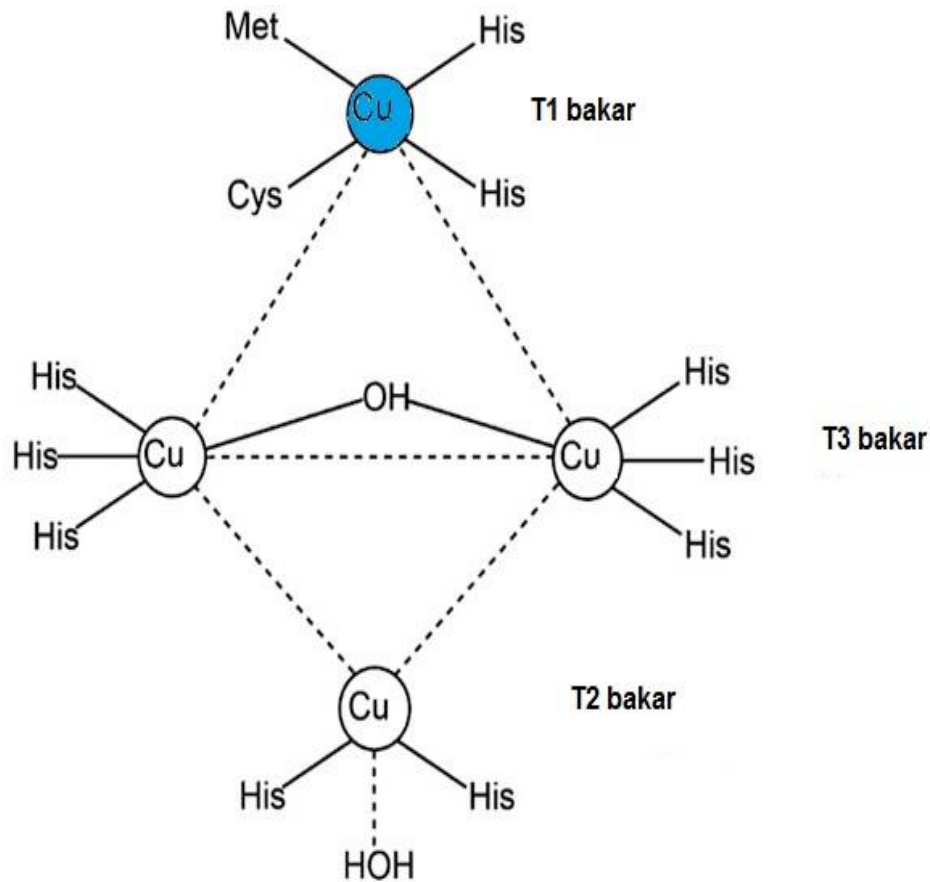 Met His
Cu T1 bakar
Cys His
His OH His
His Cu Cu His T3 bakar
His His
Cu T2 bakar
His His
HOH